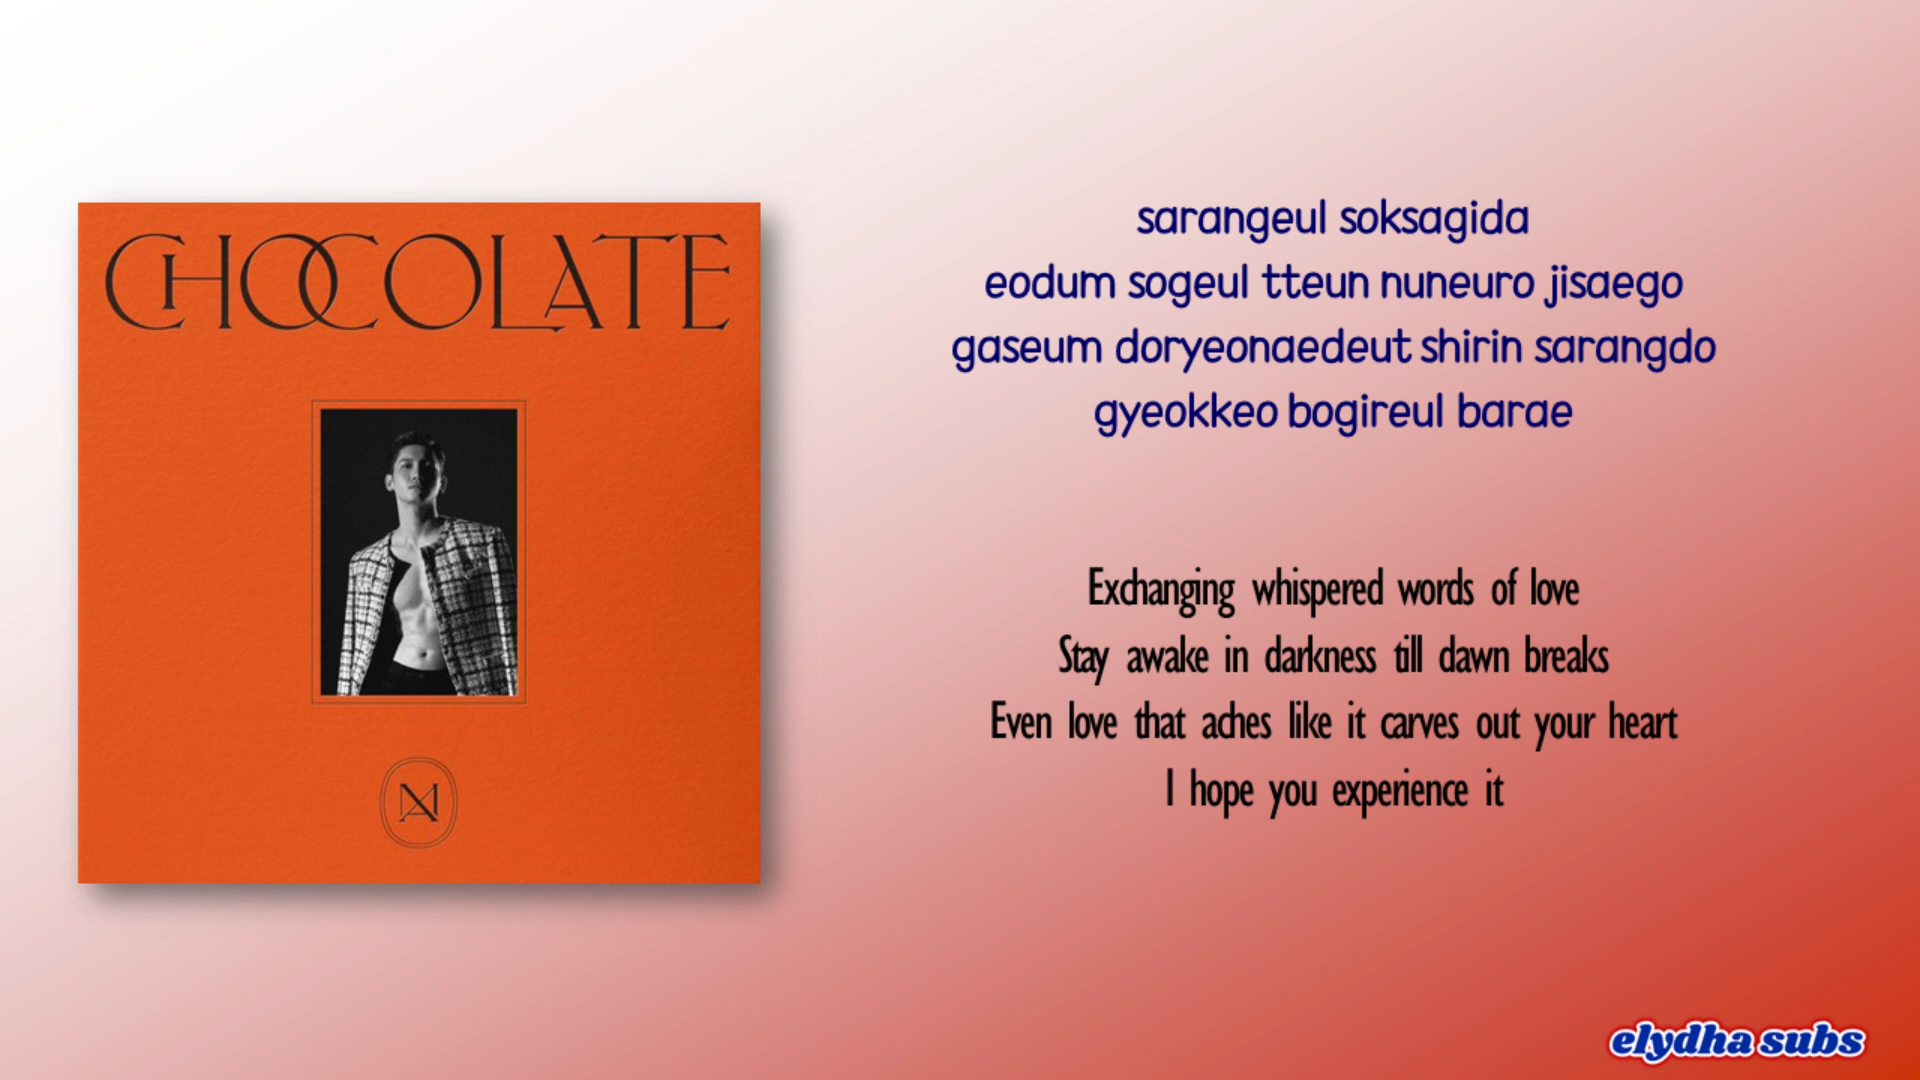 CHOCOLATE
sarangeul soksagida
eodum sogeul tteun nuneuro jisaego
gaseum doryeonaedeut shirin sarangdo
gyeokkeo bogireul barae
Exchanging whispered words of love
Stay awake in darkness till dawn breaks
Even love that aches like it carves out your heart
I hope you experience it
elydha subs